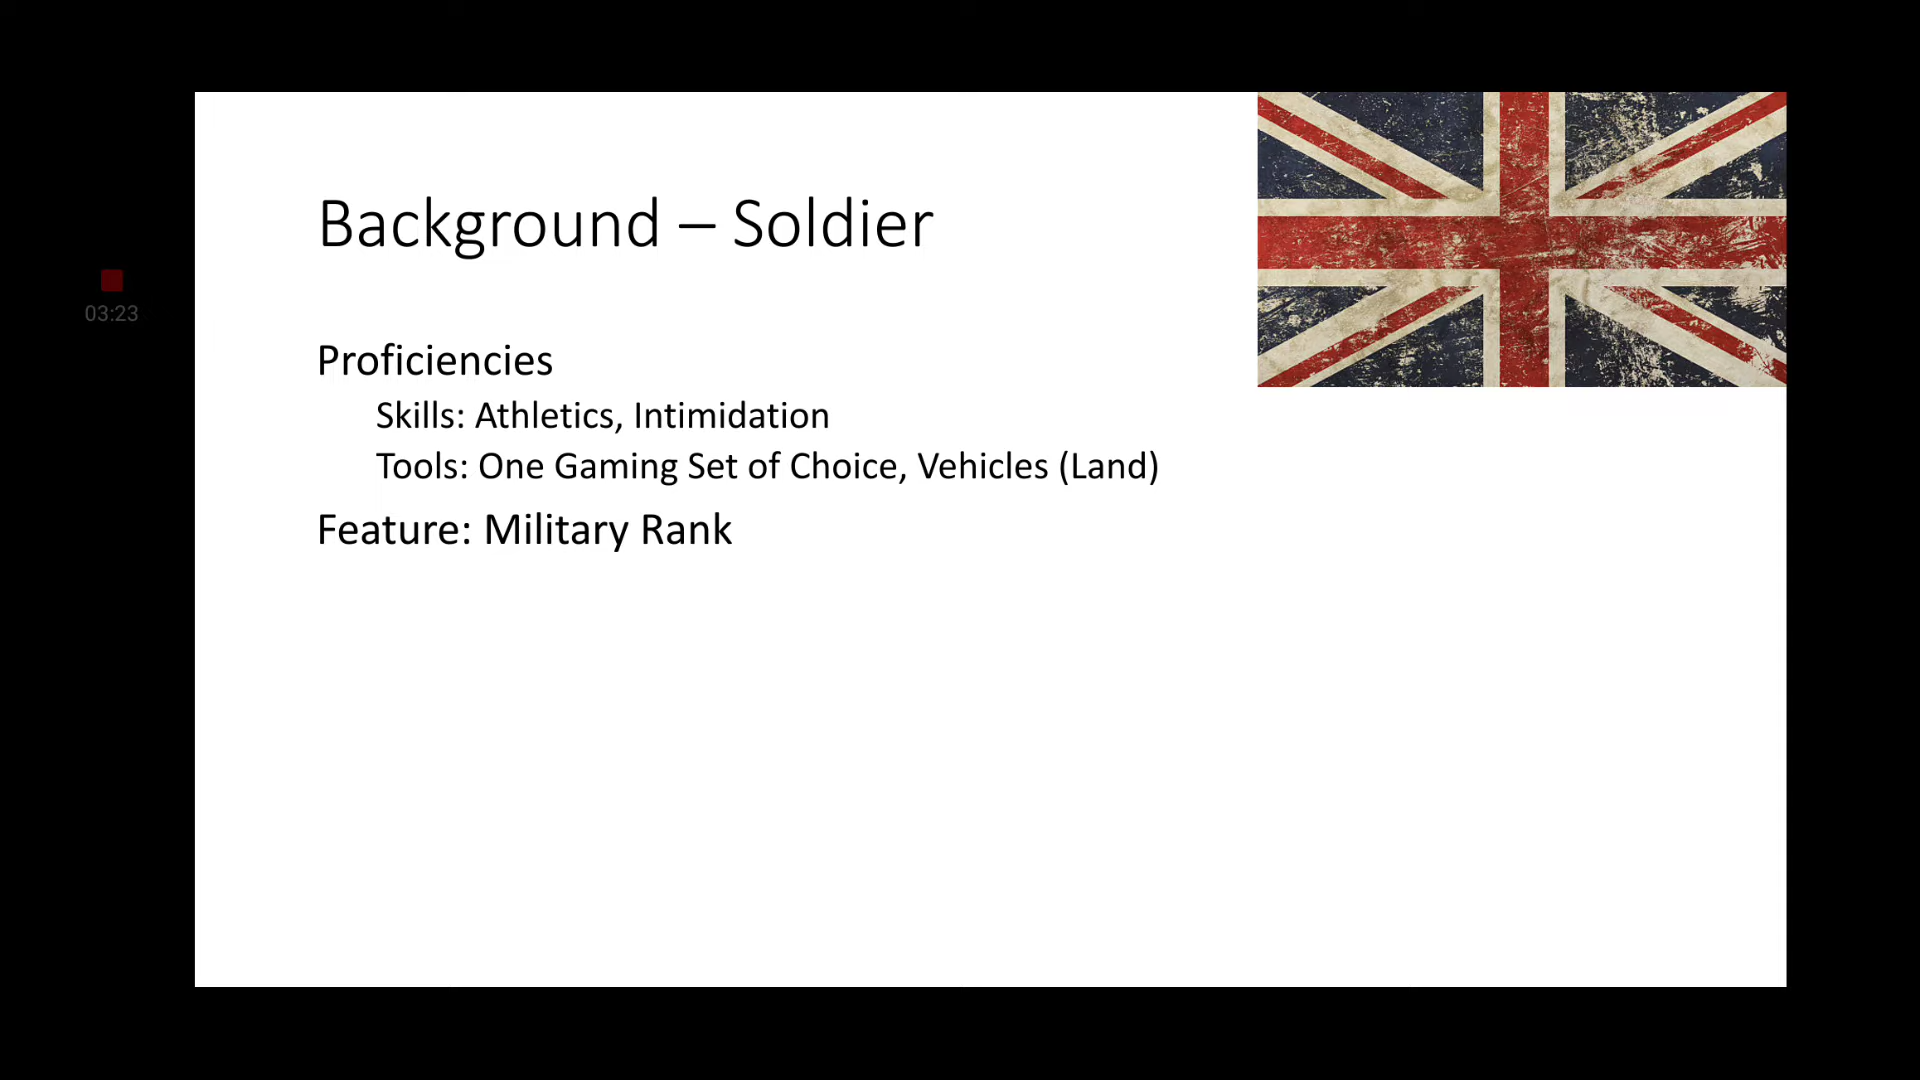 Background – Soldier
03:23
Proficiencies
Skills: Athletics, Intimidation
Tools: One Gaming Set of Choice, Vehicles (Land)
Feature: Military Rank